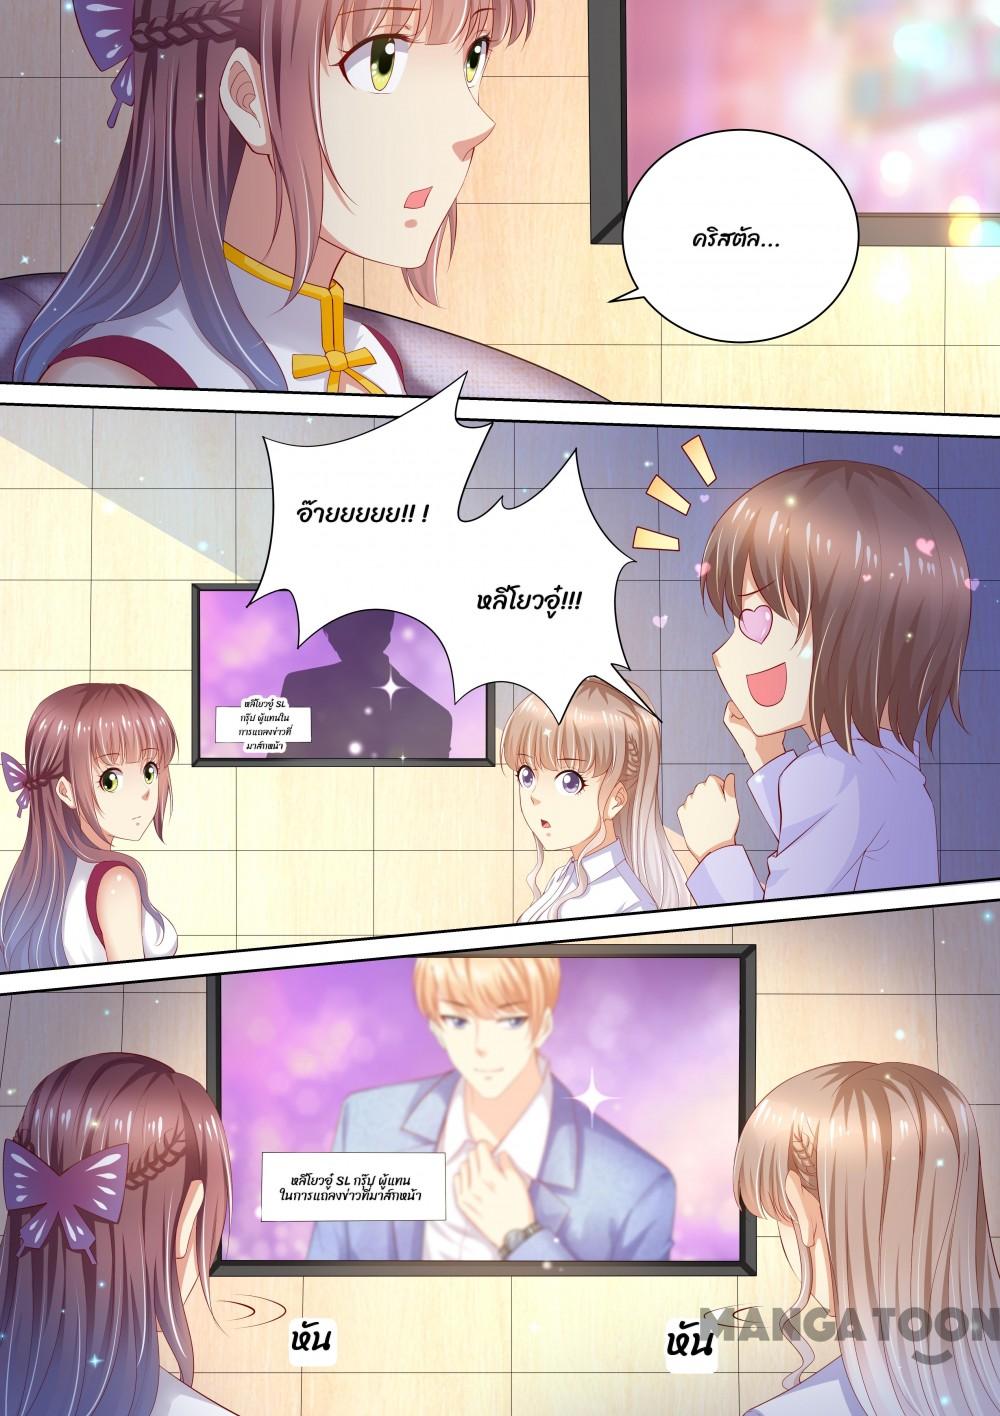 คริสตัล...
อ๊ายยยยย!! !
หลีโยวอู๋!!!
หลีโยวอู๋ SL
กรุ๊ป ผู้แทนใน
การแถลงข่าวที่
มาสักหน้า
หลีโยวอู๋ SL กรุ๊ป ผู้แทน
ในการแถลงข่าวที่มาสักหน้า
หัน
หัน
MANGATOON